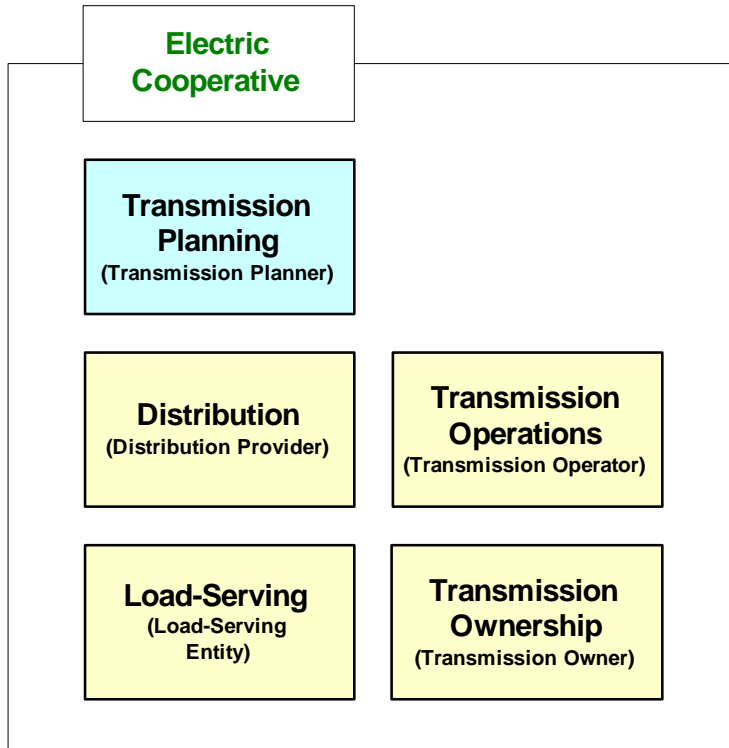 Electric
Cooperative
Transmission
Planning
(Transmission Planner)
Distribution
(Distribution Provider)
Transmission
Operations
(Transmission Operator)
Load-Serving
(Load-Serving
Entity)
Transmission
Ownership
(Transmission Owner)